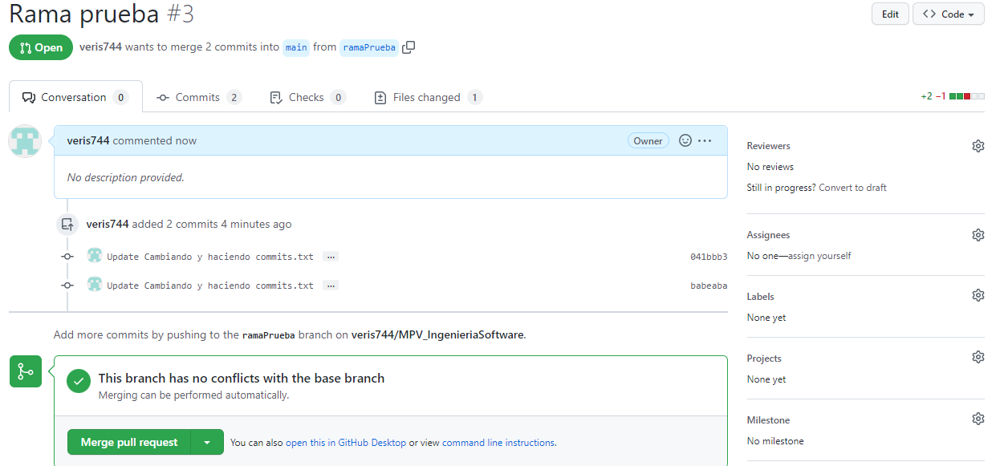 Rama prueba #3
Edit
<> Code
Open
veris744 wants to merge 2 commits into main from ramaPrueba
Conversation 0
Commits 2
Checks 0
Files changed 1
+2 −1
veris744 commented now
Owner
No description provided.
veris744 added 2 commits 4 minutes ago
Update Cambiando y haciendo commits.txt ...
041bbb3
Update Cambiando y haciendo commits.txt ...
babeaba
Add more commits by pushing to the ramaPrueba branch on veris744/MPV_IngenieriaSoftware.
This branch has no conflicts with the base branch
Merging can be performed automatically.
Merge pull request
You can also open this in GitHub Desktop or view command line instructions.
Reviewers
No reviews
Still in progress? Convert to draft
Assignees
No one—assign yourself
Labels
None yet
Projects
None yet
Milestone
No milestone